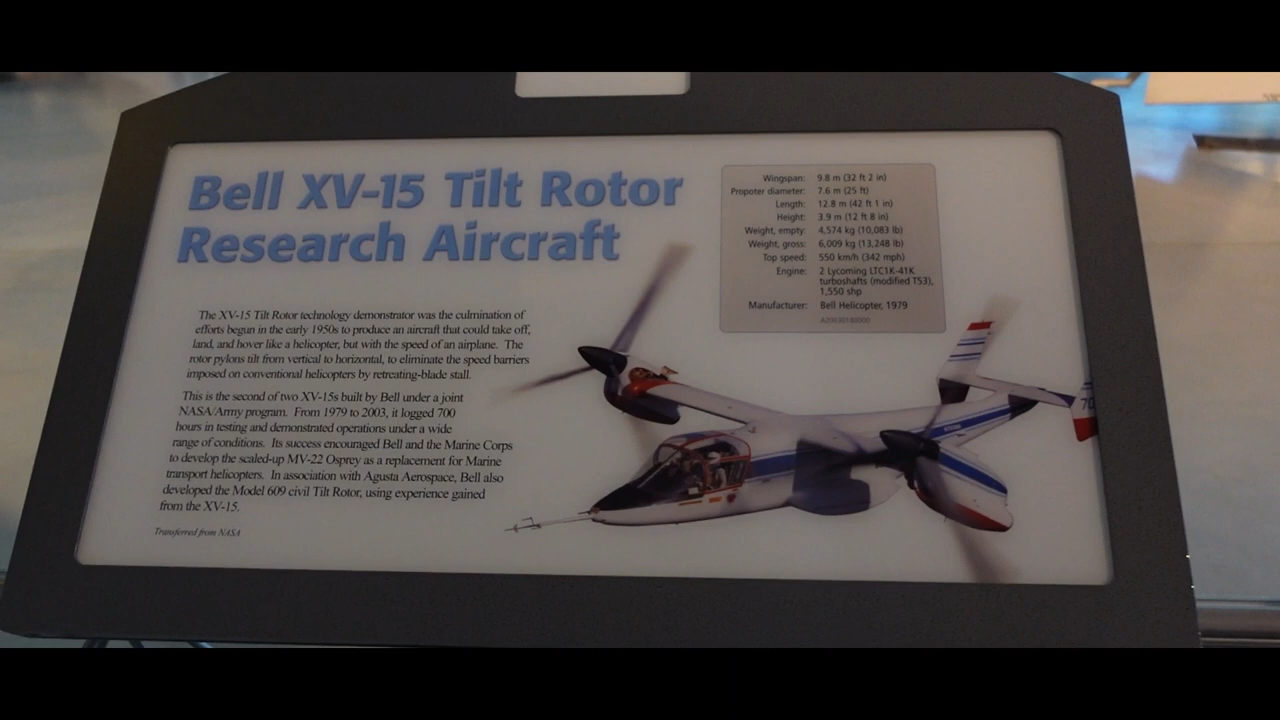 Bell XV-15 Tilt Rotor
Research Aircraft
The XV-15 Tilt Rotor technology demonstrator was the culmination of
efforts begun in the early 1950s to produce an aircraft that could take off,
land, and hover like a helicopter, but with the speed of an airplane. The
rotor pylons tilt from vertical to horizontal, to eliminate the speed barriers
imposed on conventional helicopters by retreating-blade stall.
This is the second of two XV-15s built by Bell under a joint
NASA/Army program. From 1979 to 2003, it logged 700
hours in testing and demonstrated operations under a wide
range of conditions. Its success encouraged Bell and the Marine Corps
to develop the scaled-up MV-22 Osprey as a replacement for Marine
transport helicopters. In association with Agusta Aerospace, Bell also
developed the Model 609 civil Tilt Rotor, using experience gained
from the XV-15.
Transferred from NASA
Wingspan: 9.8 m (32 ft 2 in)
Propoter diameter: 7.6 m (25 ft)
Length: 12.8 m (42 ft 1 in)
Height: 3.9 m (12 ft 8 in)
Weight, empty: 4,574 kg (10,083 lb)
Weight, gross: 6,009 kg (13,248 lb)
Top speed: 550 km/h (342 mph)
Engine: 2 Lycoming LTC1K-41K
turboshafts (modified T53),
1,550 shp
Manufacturer: Bell Helicopter, 1979
70